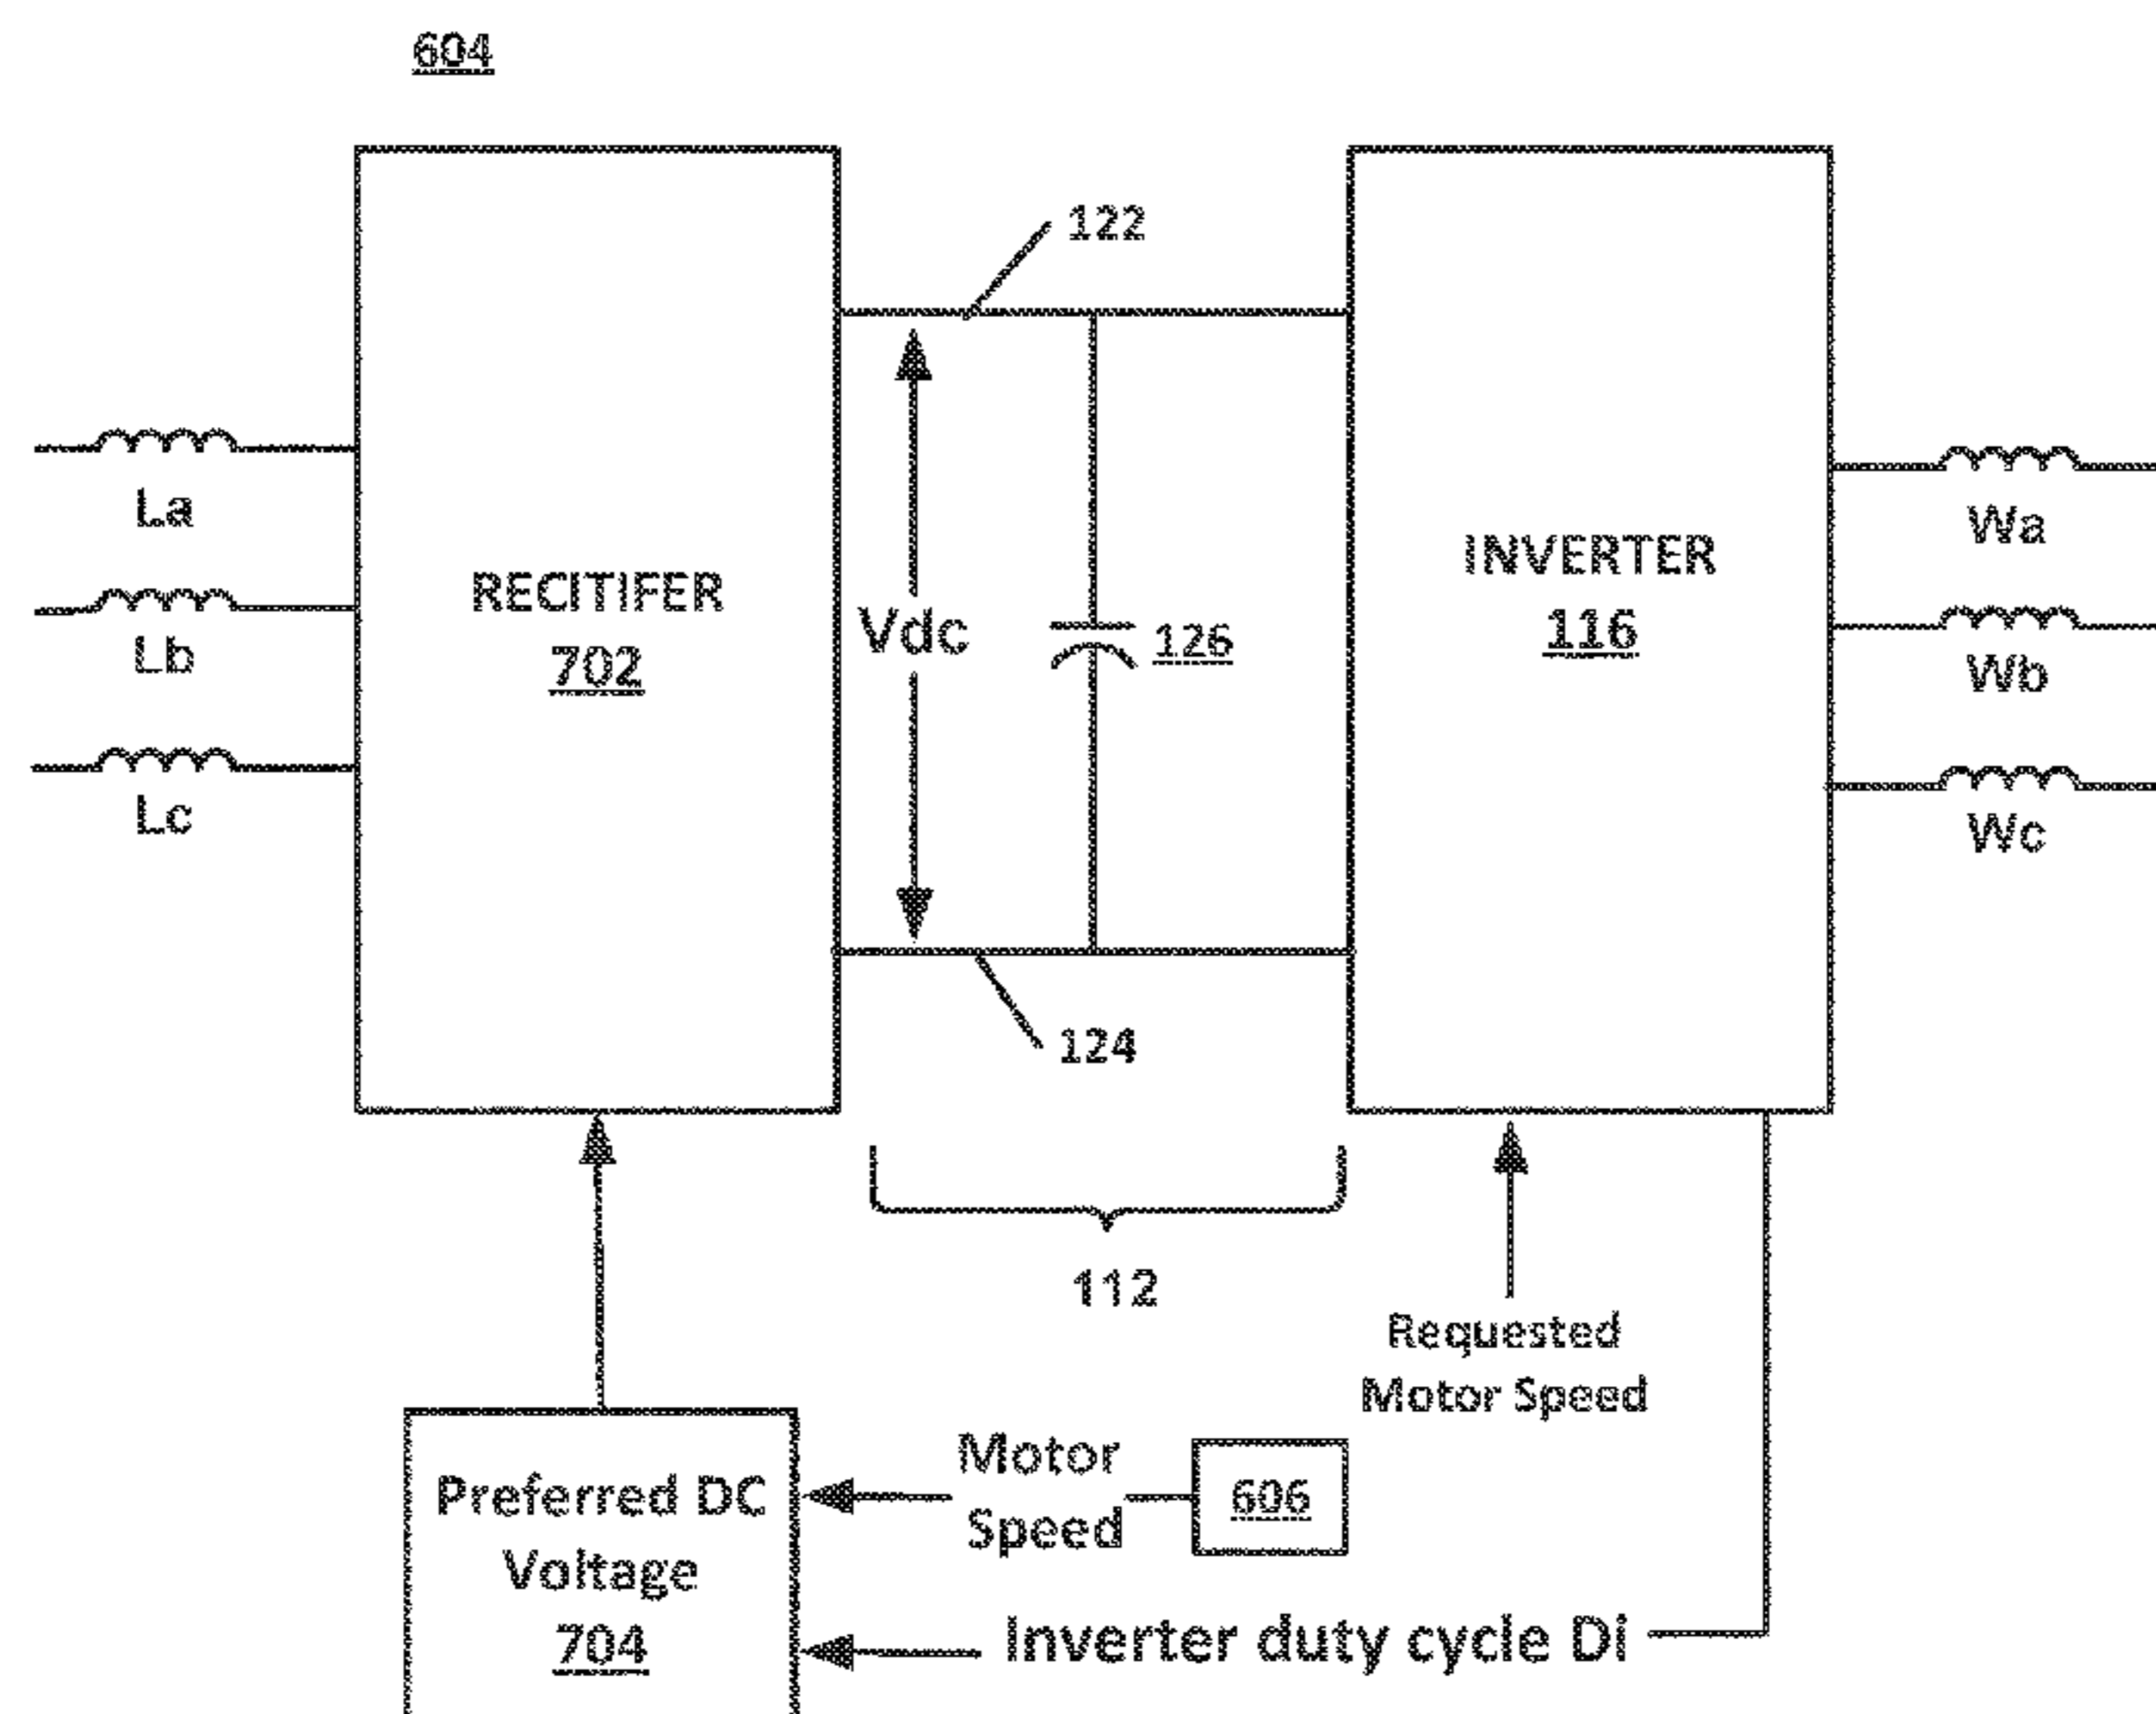 604
122
La
Lb
Lc
RECITIFER
702
Vdc
126
INVERTER
116
Wa
Wb
Wc
124
112
Requested
Motor Speed
Preferred DC
Voltage
704
Motor
Speed
606
Inverter duty cycle Di